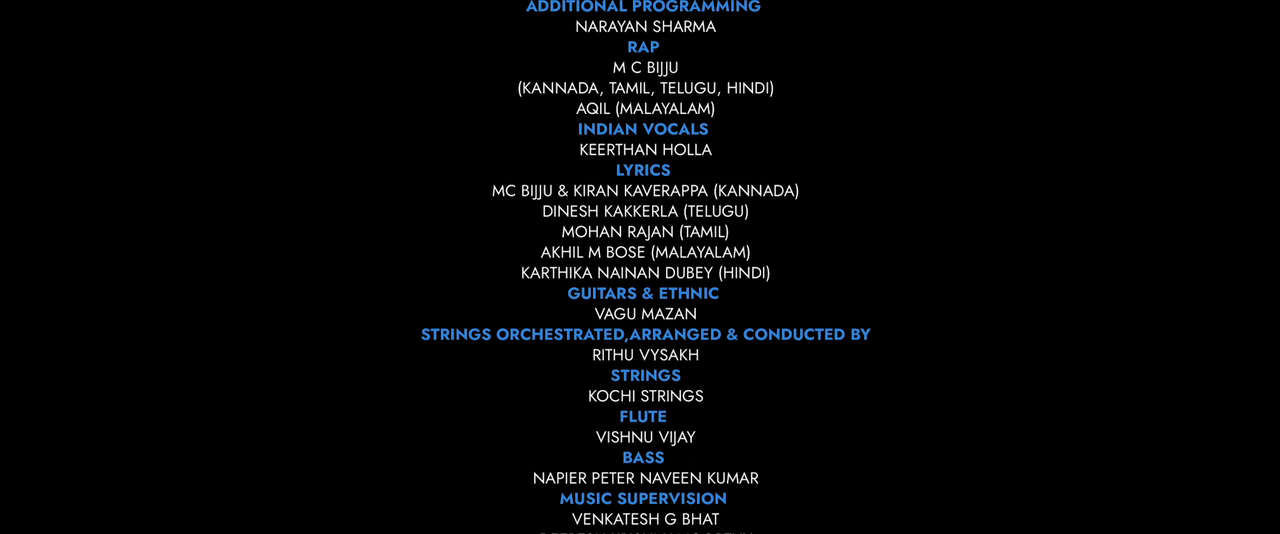 ADDITIONAL PROGRAMMING
NARAYAN SHARMA
RAP
M C BIJJU
(KANNADA, TAMIL, TELUGU, HINDI)
AQIL (MALAYALAM)
INDIAN VOCALS
KEERTHAN HOLLA
LYRICS
MC BIJJU & KIRAN KAVERAPPA (KANNADA)
DINESH KAKKERLA (TELUGU)
MOHAN RAJAN (TAMIL)
AKHIL M BOSE (MALAYALAM)
KARTHIKA NAINAN DUBEY (HINDI)
GUITARS & ETHNIC
VAGU MAZAN
STRINGS ORCHESTRATED,ARRANGED & CONDUCTED BY
RITHU VYSAKH
STRINGS
KOCHI STRINGS
FLUTE
VISHNU VIJAY
BASS
NAPIER PETER NAVEEN KUMAR
MUSIC SUPERVISION
VENKATESH G BHAT